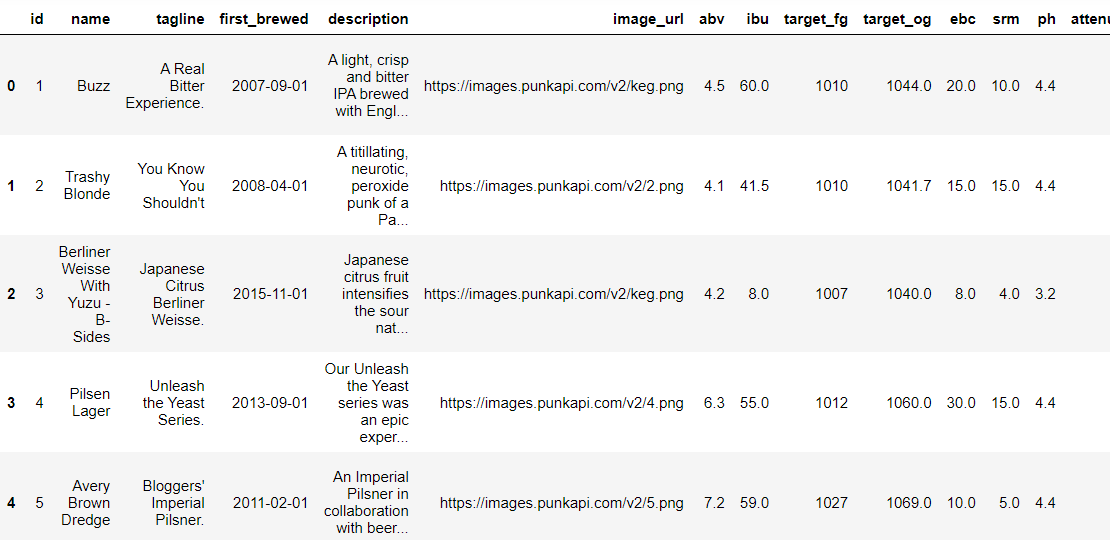 id name tagline first_brewed description image_url abv ibu target_fg target_og ebc srm ph attenu
0 1 Buzz A Real Bitter Experience. 2007-09-01 A light, crisp and bitter IPA brewed with Engl... https://images.punkapi.com/v2/keg.png 4.5 60.0 1010 1044.0 20.0 10.0 4.4
1 2 Trashy Blonde You Know You Shouldn't 2008-04-01 A titillating, neurotic, peroxide punk of a Pa... https://images.punkapi.com/v2/2.png 4.1 41.5 1010 1041.7 15.0 15.0 4.4
2 3 Berliner Weisse With Yuzu - B-Sides Japanese Citrus Berliner Weisse. 2015-11-01 Japanese citrus fruit intensifies the sour nat... https://images.punkapi.com/v2/keg.png 4.2 8.0 1007 1040.0 8.0 4.0 3.2
3 4 Pilsen Lager Unleash the Yeast Series. 2013-09-01 Our Unleash the Yeast series was an epic exper... https://images.punkapi.com/v2/4.png 6.3 55.0 1012 1060.0 30.0 15.0 4.4
4 5 Avery Brown Dredge Bloggers' Imperial Pilsner. 2011-02-01 An Imperial Pilsner in collaboration with beer... https://images.punkapi.com/v2/5.png 7.2 59.0 1027 1069.0 10.0 5.0 4.4